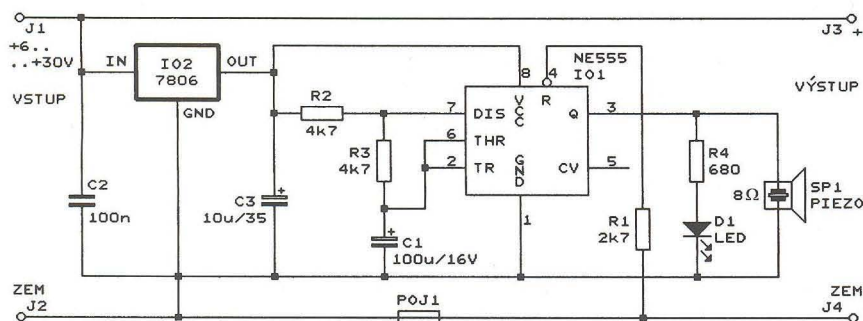 J1
+6..
..+30V
VSTUP
IN
IO2
7806
OUT
GND
C2
100n
C3
+
10u/35
R2
4k7
R3
4k7
+
C1
100u/16V
7
6
2
DIS
THR
TR
8
VCC
4
R
NE555
IO1
Q
3
GND
1
CV
5
R1
2k7
R4
680
D1
LED
8Ω
SP1
PIEZO
J3
+
VÝSTUP
ZEM
J2
POJ1
ZEM
J4